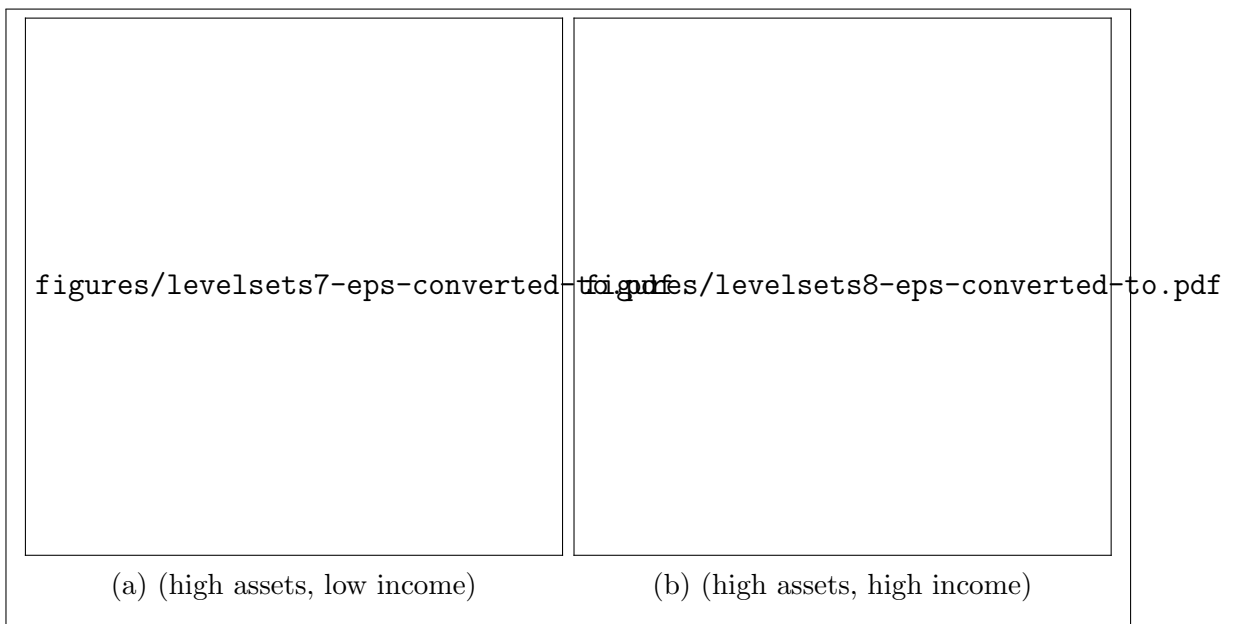 figures/levelsets7-eps-converted-to.pdf
figures/levelsets8-eps-converted-to.pdf
(a) (high assets, low income)
(b) (high assets, high income)